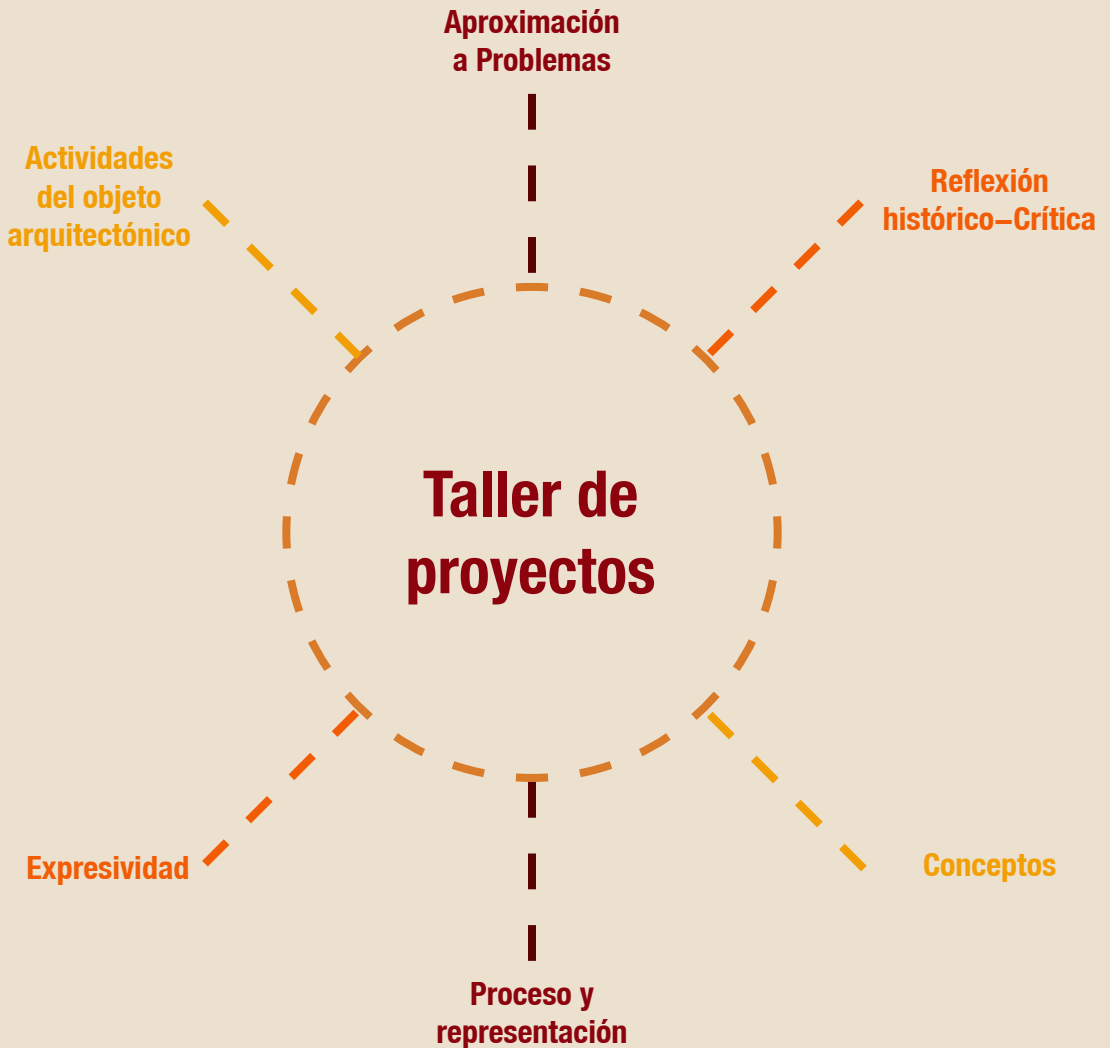 Aproximación
a Problemas
Actividades
del objeto
arquitectónico
Reflexión
histórico–Crítica
Taller de
proyectos
Expresividad
Conceptos
Proceso y
representación